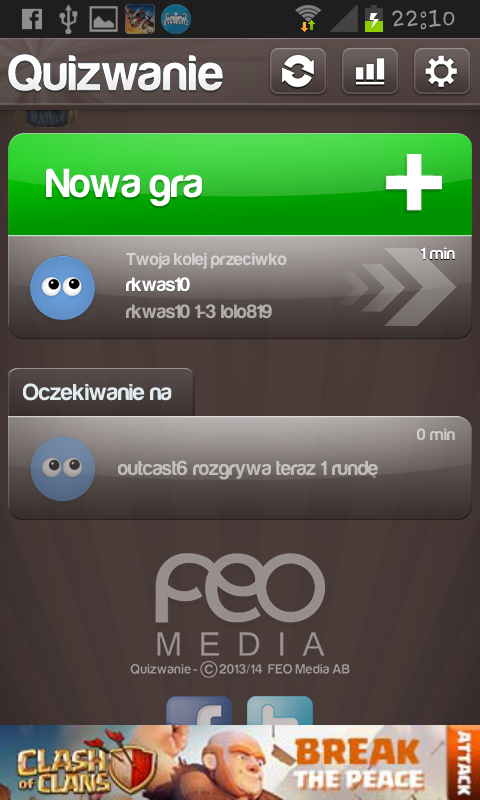 22:10
Quizwanie
Nowa gra
1 min
Twoja kolej przeciwko
rkwas10
rkwas10 1-3 lolo819
Oczekiwanie na
0 min
outcast6 rozgrywa teraz 1 rundę
FEO
MEDIA
Quizwanie - © 2013/14 FEO Media AB
CLASH
OF CLANS
BREAK
THE PEACE
ATTACK